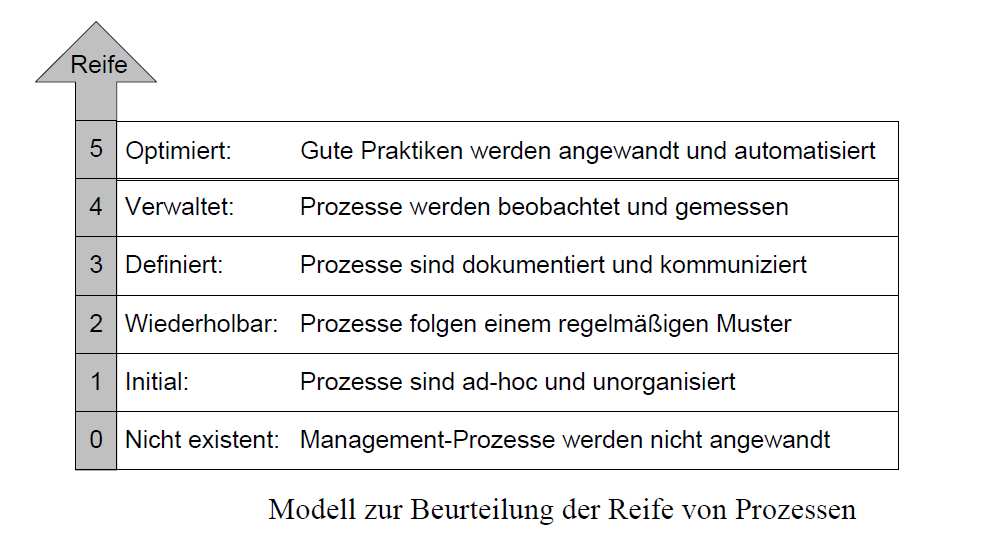 Reife
5 Optimiert: Gute Praktiken werden angewandt und automatisiert
4 Verwaltet: Prozesse werden beobachtet und gemessen
3 Definiert: Prozesse sind dokumentiert und kommuniziert
2 Wiederholbar: Prozesse folgen einem regelmäßigen Muster
1 Initial: Prozesse sind ad-hoc und unorganisiert
0 Nicht existent: Management-Prozesse werden nicht angewandt
Modell zur Beurteilung der Reife von Prozessen